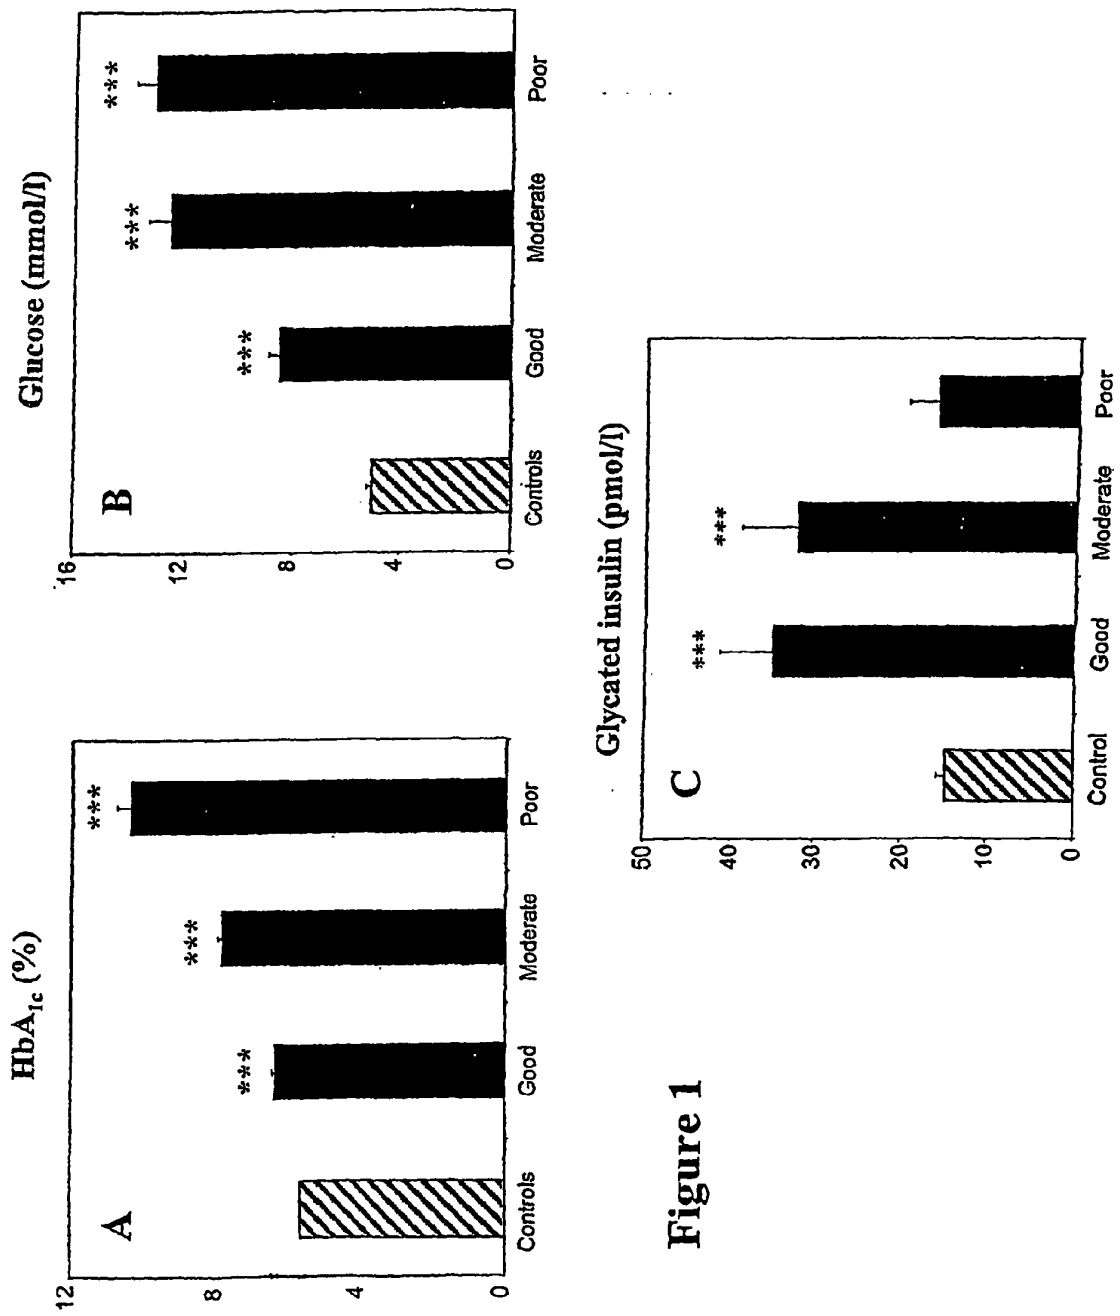 HbA1c (%)
A
12
8
4
0
***
***
***
Controls
Good
Moderate
Poor
Glucose (mmol/l)
B
16
12
8
4
0
***
***
***
Controls
Good
Moderate
Poor
Glycated insulin (pmol/l)
C
50
40
30
20
10
0
***
***
Control
Good
Moderate
Poor
Figure 1